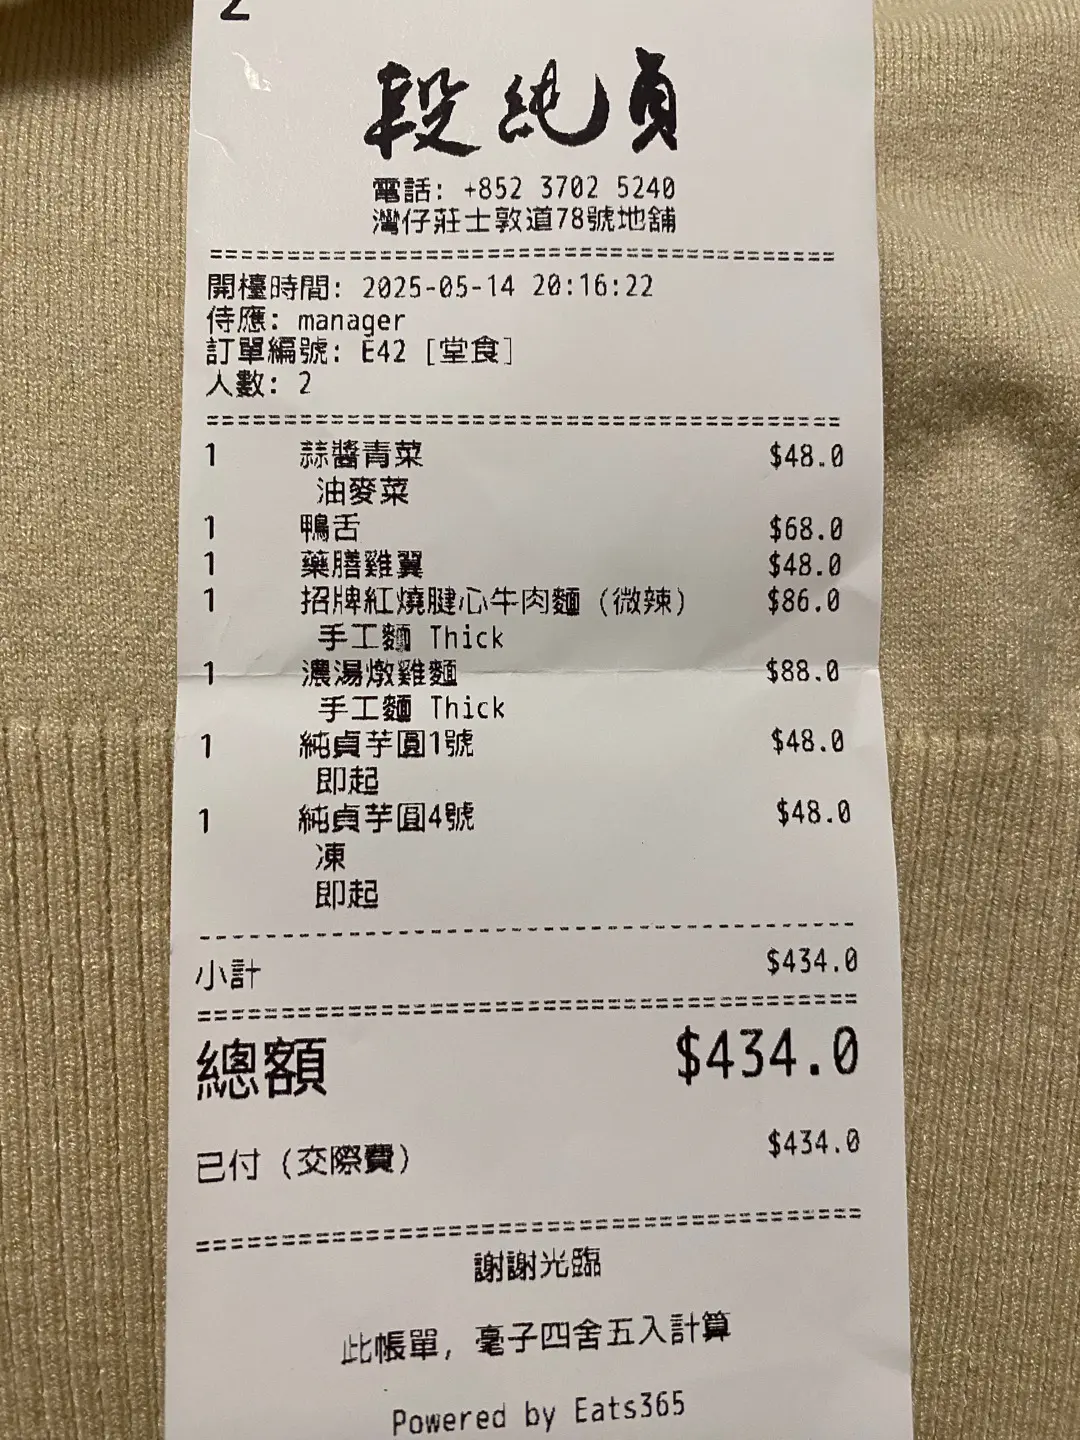 2
段純貞
電話: +852 3702 5240
灣仔莊士敦道78號地舖
開檯時間: 2025-05-14 20:16:22
侍應: manager
訂單編號: E42 [堂食]
人數: 2
1 蒜醬青菜 $48.0
油麥菜
1 鴨舌 $68.0
1 藥膳雞翼 $48.0
1 招牌紅燒腱心牛肉麵 (微辣) $86.0
手工麵 Thick
1 濃湯燉雞麵 $88.0
手工麵 Thick
1 純貞芋圓1號 $48.0
即起
1 純貞芋圓4號 $48.0
凍
即起
小計 $434.0
總額 $434.0
已付 (交際費) $434.0
謝謝光臨
此帳單, 毫子四舍五入計算
Powered by Eats365